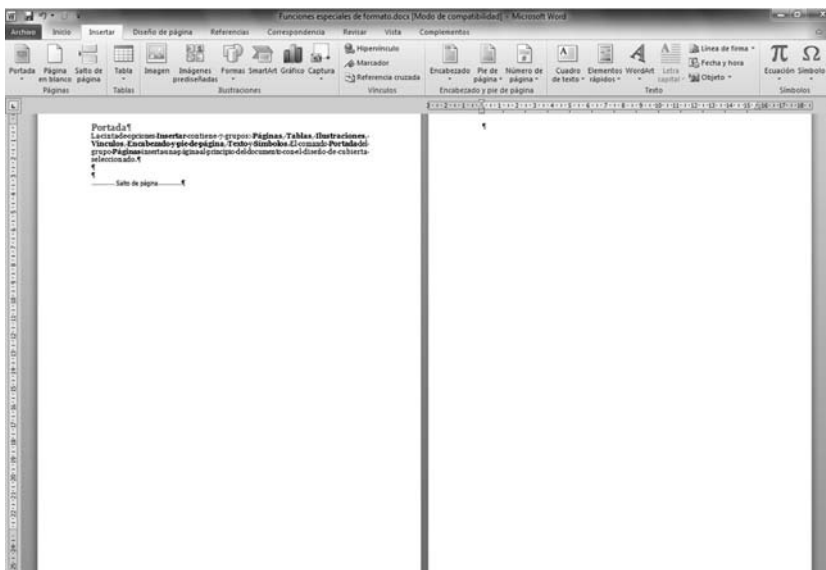 Funciones especiales de formato.docx [Modo de compatibilidad] - Microsoft Word
Archivo Inicio Insertar Diseño de página Referencias Correspondencia Revisar Vista Complementos
Portada Página en blanco Salto de página Tabla Imagen Imágenes prediseñadas Formas SmartArt Gráfico Captura
Hipervínculo
Marcador
Referencia cruzada
Encabezado Pie de página Número de página Cuadro de texto Elementos rápidos WordArt Letra capital
Línea de firma
Fecha y hora
Objeto
Ecuación Símbolo
Páginas Tablas Ilustraciones Vínculos Encabezado y pie de página Texto Símbolos
Portada¶
La cinta de opciones Insertar contiene 7 grupos: Páginas, Tablas, Ilustraciones,
Vínculos, Encabezado y pie de página, Texto y Símbolos. El comando Portada del
grupo Páginas inserta una página al principio del documento con el diseño de cubierta
seleccionado.¶
¶
¶
Salto de página ¶
¶